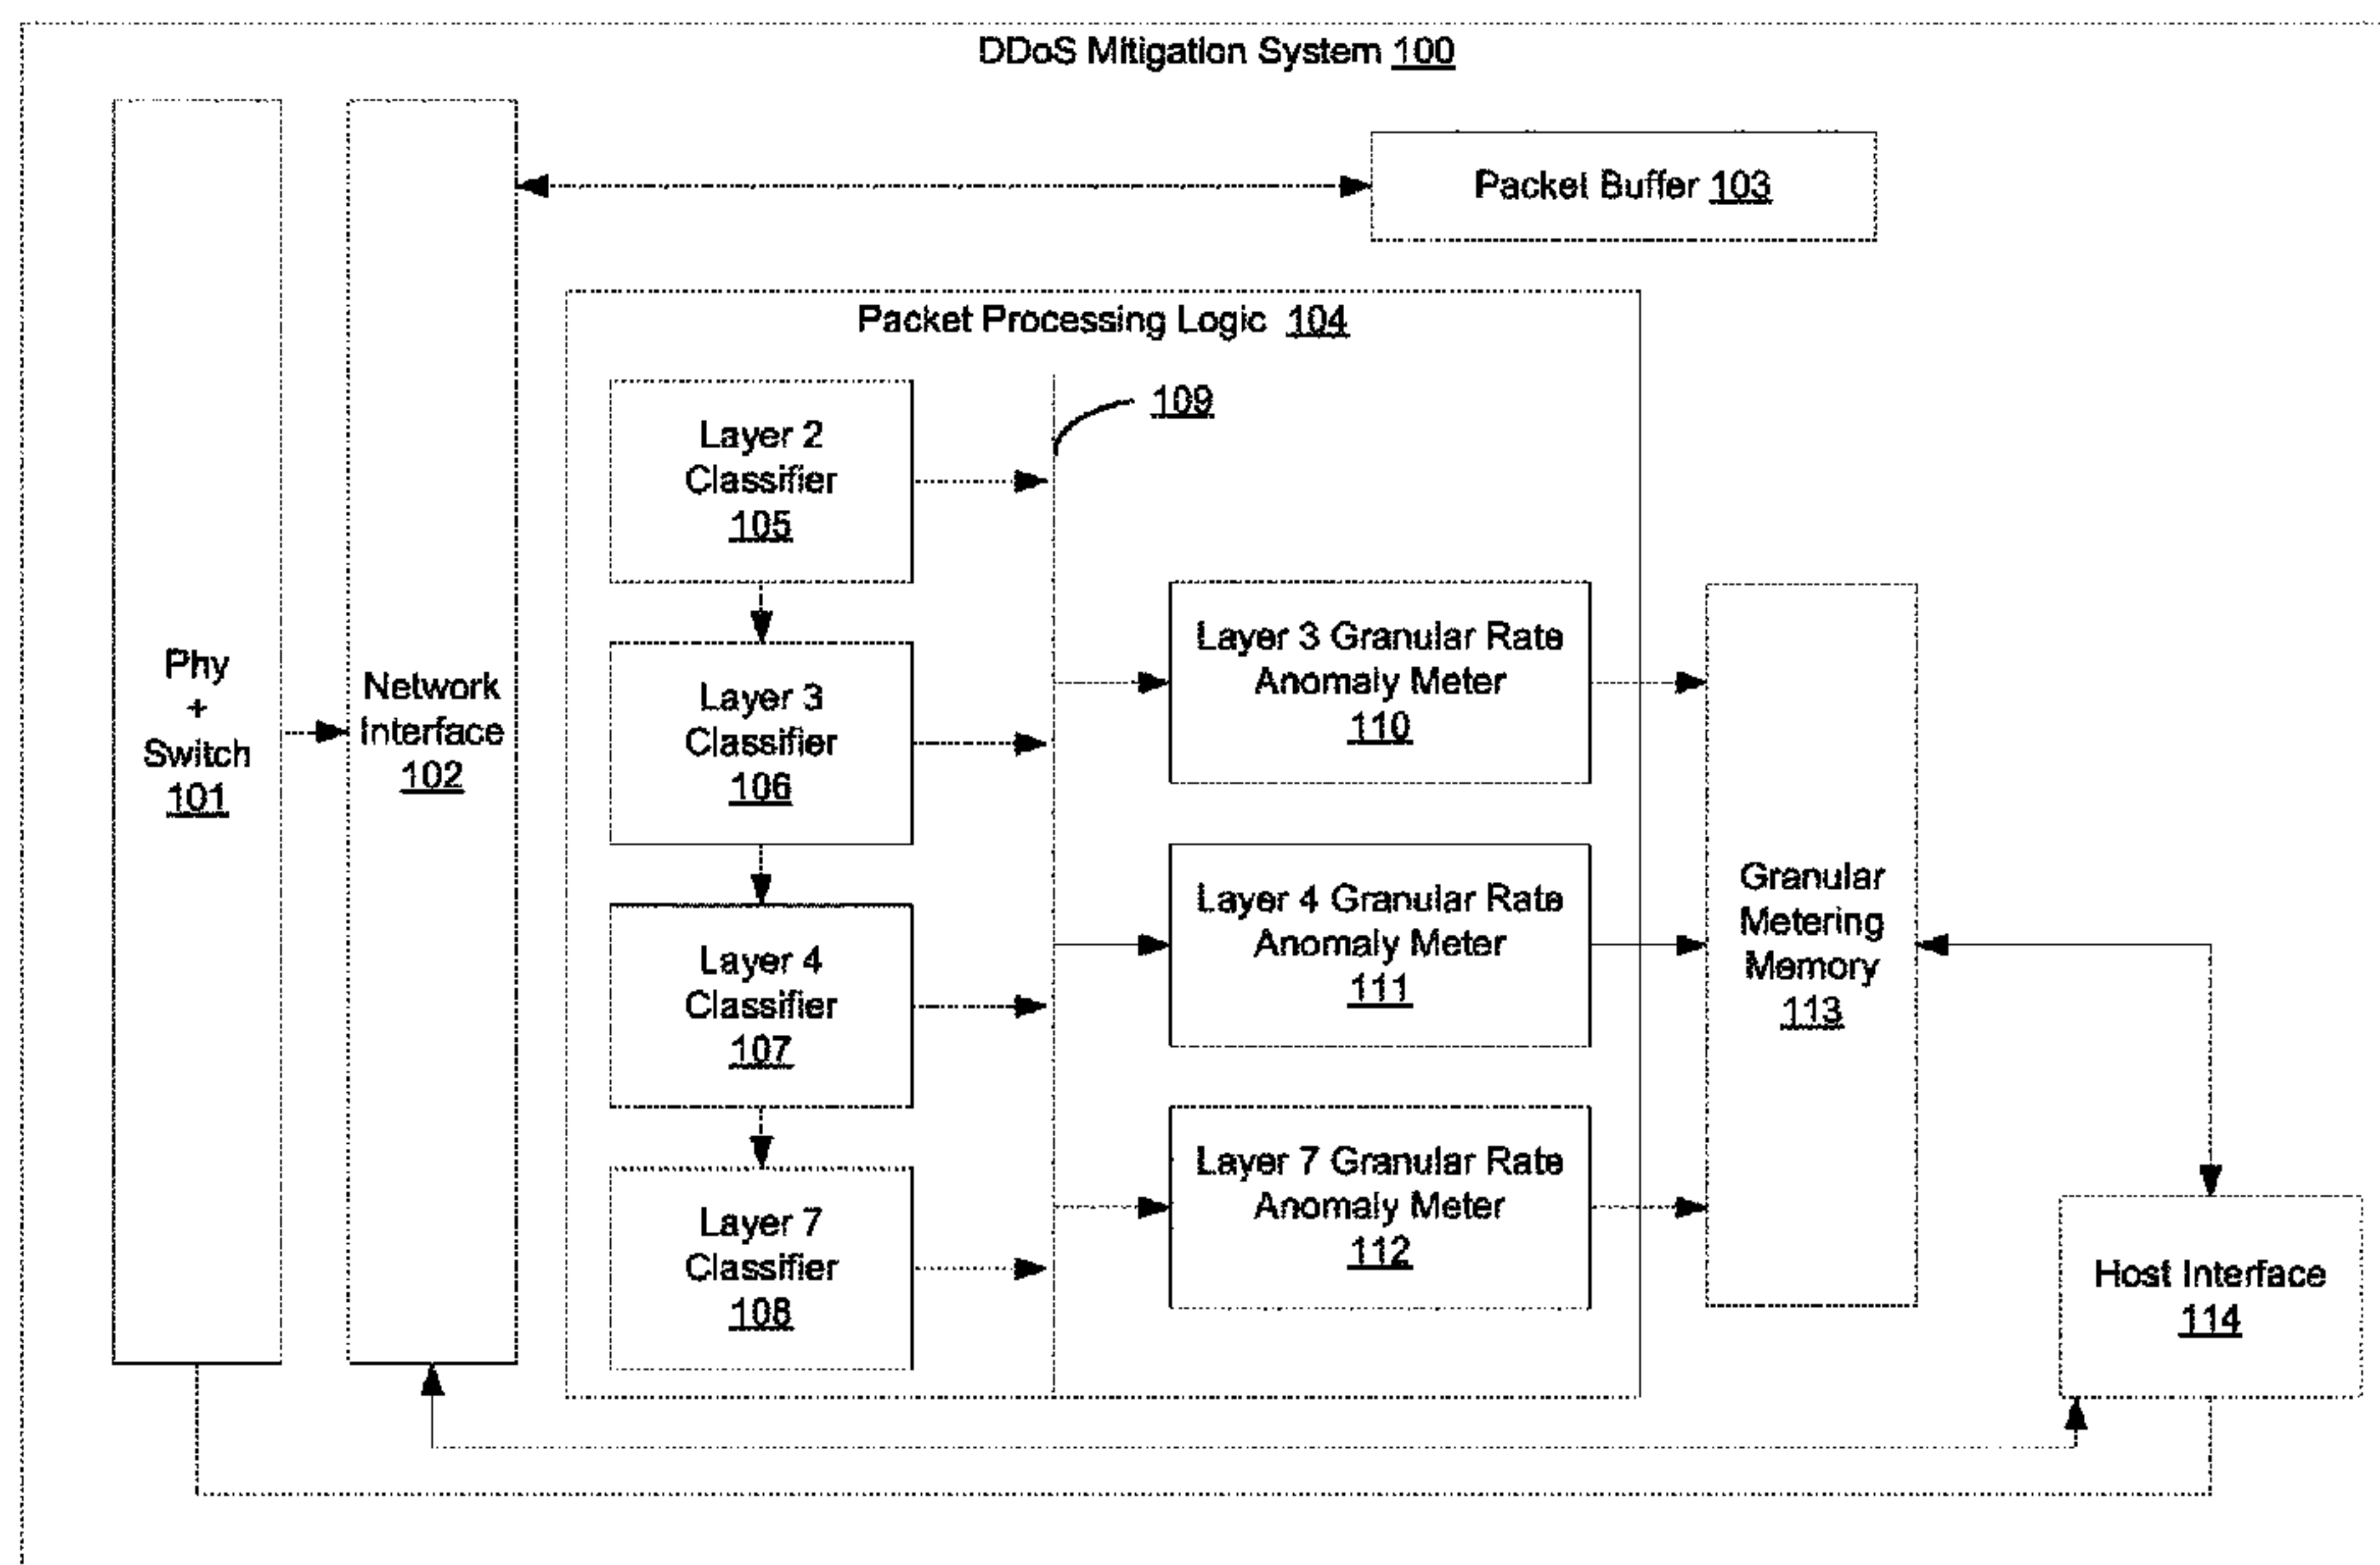 DDoS Mitigation System 100
Packet Buffer 103
Packet Processing Logic 104
109
Layer 2
Classifier
105
Layer 3
Classifier
106
Layer 4
Classifier
107
Layer 7
Classifier
108
Phy
+
Switch
101
Network
Interface
102
Layer 3 Granular Rate
Anomaly Meter
110
Layer 4 Granular Rate
Anomaly Meter
111
Layer 7 Granular Rate
Anomaly Meter
112
Granular
Metering
Memory
113
Host Interface
114